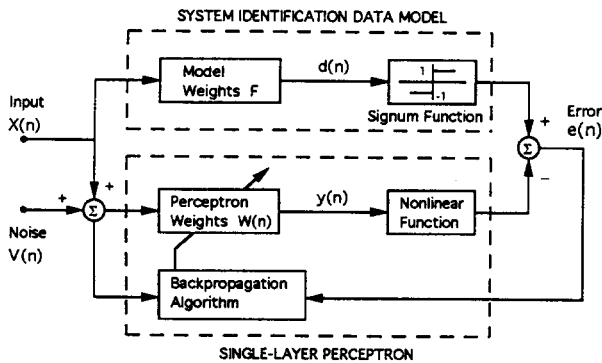 SYSTEM IDENTIFICATION DATA MODEL
Model
Weights F
d(n)
1
-1
Signum Function
Input
X(n)
+
Error
e(n)
Σ
−
+
+
Σ
Noise
V(n)
Perceptron
Weights W(n)
y(n)
Nonlinear
Function
Backpropagation
Algorithm
SINGLE-LAYER PERCEPTRON